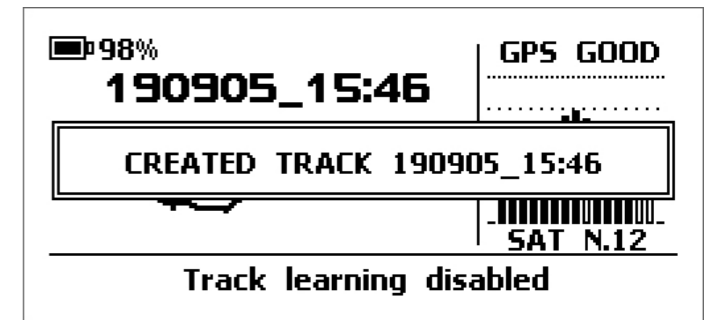 98%
GPS GOOD
190905_15:46
CREATED TRACK 190905_15:46
SAT N.12
Track learning disabled